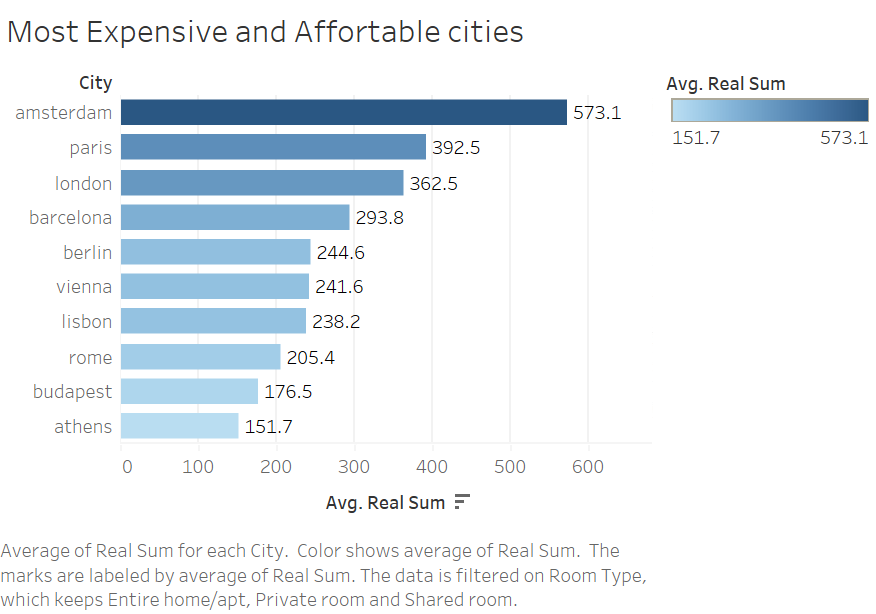 Most Expensive and Affortable cities
City
amsterdam 573.1
paris 392.5
london 362.5
barcelona 293.8
berlin 244.6
vienna 241.6
lisbon 238.2
rome 205.4
budapest 176.5
athens 151.7
0 100 200 300 400 500 600
Avg. Real Sum
Avg. Real Sum
151.7 573.1
Average of Real Sum for each City.  Color shows average of Real Sum.  The
marks are labeled by average of Real Sum. The data is filtered on Room Type,
which keeps Entire home/apt, Private room and Shared room.